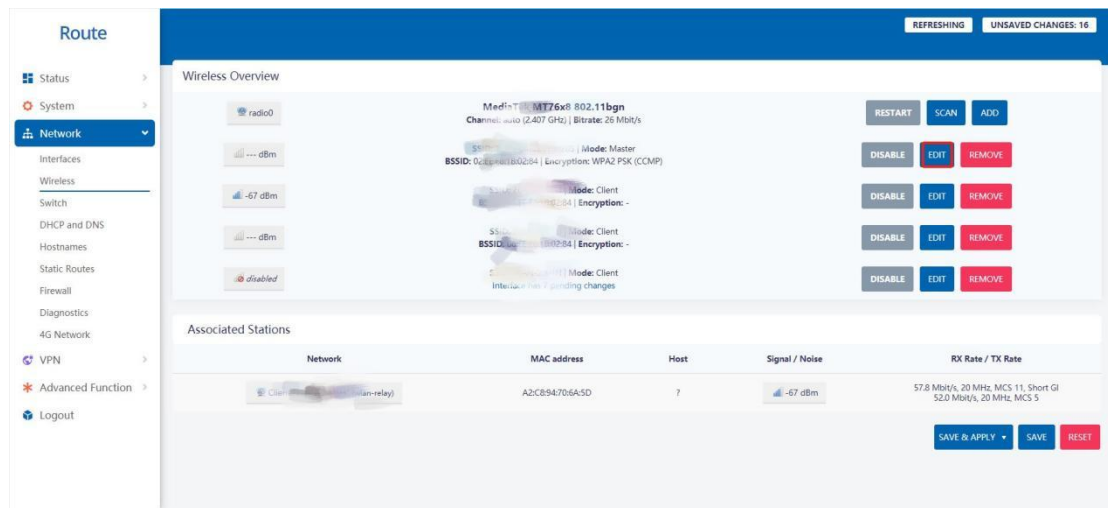 Route
REFRESHING
UNSAVED CHANGES: 16
Status
System
Network
Interfaces
Wireless
Switch
DHCP and DNS
Hostnames
Static Routes
Firewall
Diagnostics
4G Network
VPN
Advanced Function
Logout
Wireless Overview
radio0
MT76x8 802.11bgn
(2.407 GHz) | Bitrate: 26 Mbit/s
RESTART
SCAN
ADD
--- dBm
| Mode: Master
BSSID: :02:84 | Encryption: WPA2 PSK (CCMP)
DISABLE
EDIT
REMOVE
-67 dBm
Mode: Client
| Encryption: -
DISABLE
EDIT
REMOVE
--- dBm
Mode: Client
BSSID :02:84 | Encryption: -
DISABLE
EDIT
REMOVE
disabled
| Mode: Client
pending changes
DISABLE
EDIT
REMOVE
Associated Stations
Network
MAC address
Host
Signal / Noise
RX Rate / TX Rate
lan-relay)
A2:C8:94:70:6A:5D
?
-67 dBm
57.8 Mbit/s, 20 MHz, MCS 11, Short GI
52.0 Mbit/s, 20 MHz, MCS 5
SAVE & APPLY
SAVE
RESET